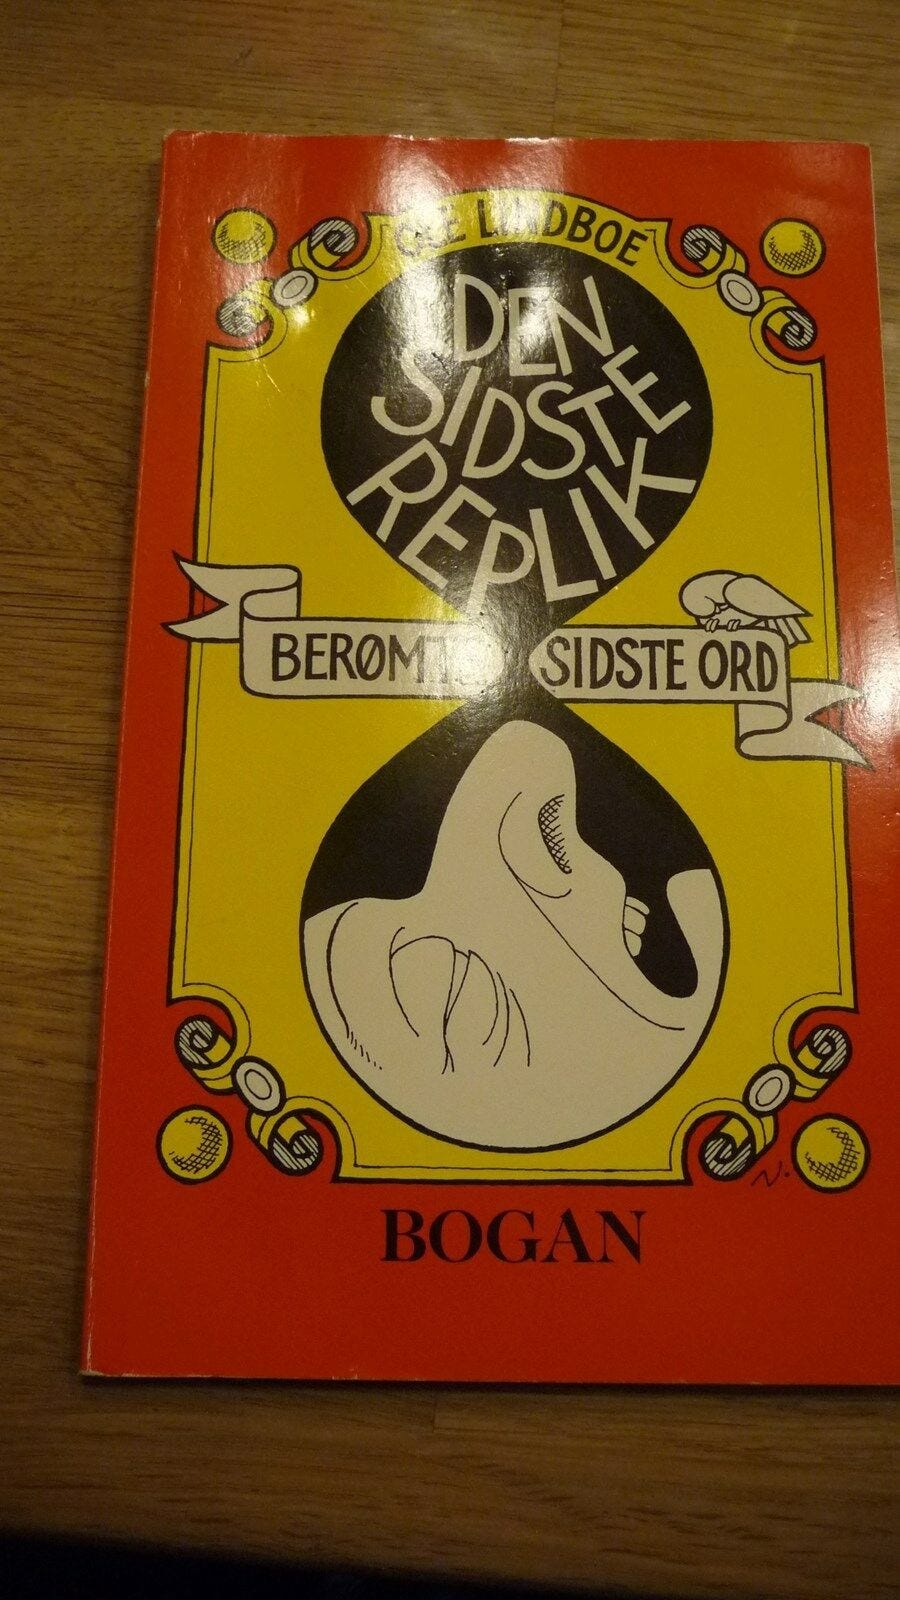 OLE LINDBOE
DEN
SIDSTE
REPLIK
BERØMTE SIDSTE ORD
N.
BOGAN